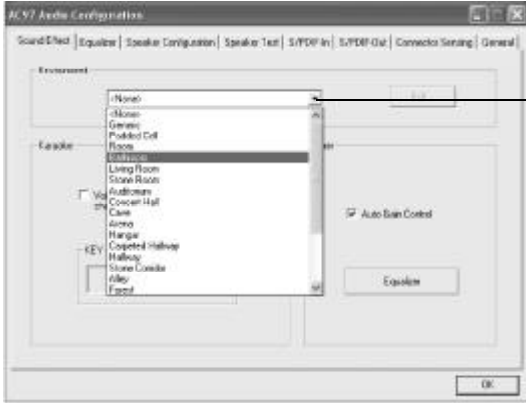 AC97 Audio Configuration
Sound Effect | Equalizer | Speaker Configuration | Speaker Test | S/PDIF-In | S/PDIF-Out | Connector Sensing | General
Environment
<None>
<None>
Generic
Padded Cell
Room
Bathroom
Living Room
Stone Room
Auditorium
Concert Hall
Cave
Arena
Hangar
Carpeted Hallway
Hallway
Stone Corridor
Alley
Forest
Karaoke
KEY
Auto Gain Control
Equalizer
OK